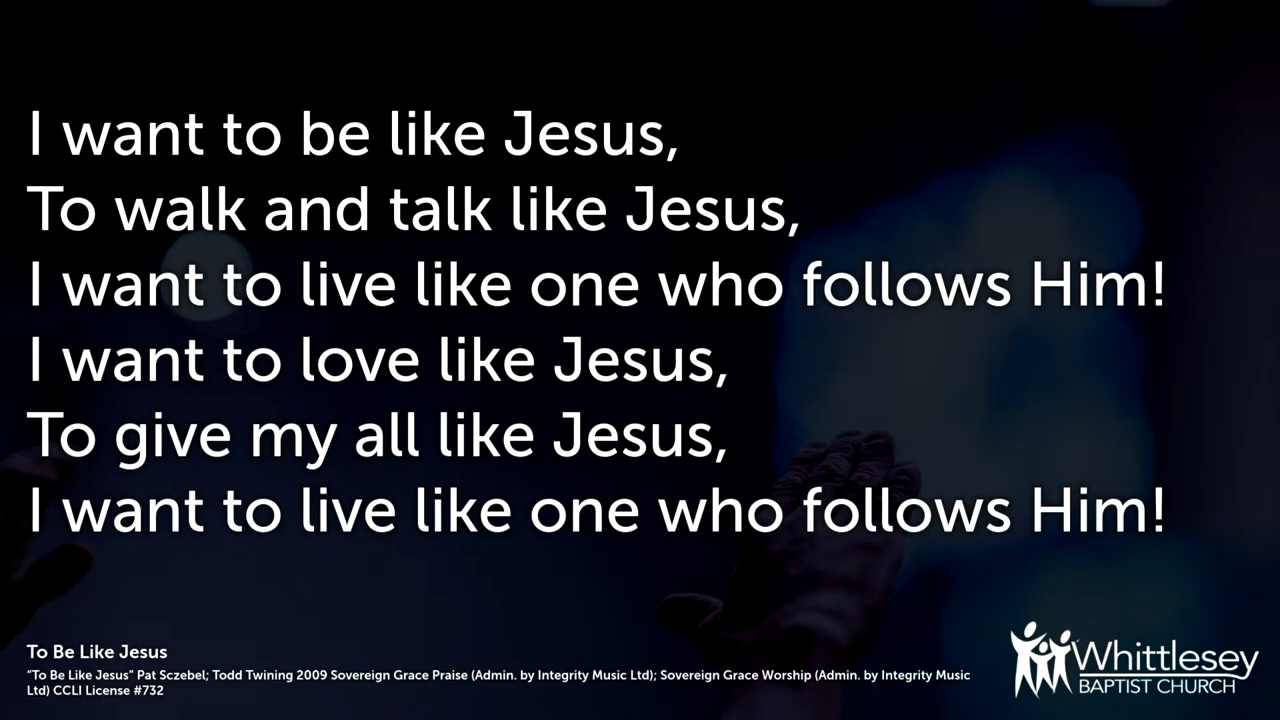 I want to be like Jesus,
To walk and talk like Jesus,
I want to live like one who follows Him!
I want to love like Jesus,
To give my all like Jesus,
I want to live like one who follows Him!
To Be Like Jesus
“To Be Like Jesus” Pat Sczebel; Todd Twining 2009 Sovereign Grace Praise (Admin. by Integrity Music Ltd); Sovereign Grace Worship (Admin. by Integrity Music
Ltd) CCLI License #732
Whittlesey
BAPTIST CHURCH